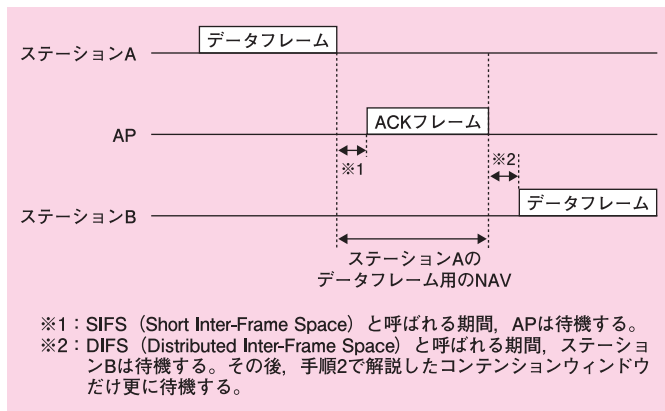 データフレーム
ステーションA
ACKフレーム
AP
※1
※2
データフレーム
ステーションB
ステーションAの
データフレーム用のNAV
※1:SIFS(Short Inter-Frame Space)と呼ばれる期間,APは待機する。
※2:DIFS(Distributed Inter-Frame Space)と呼ばれる期間,ステーショ
ンBは待機する。その後,手順2で解説したコンテンションウィンドウ
だけ更に待機する。